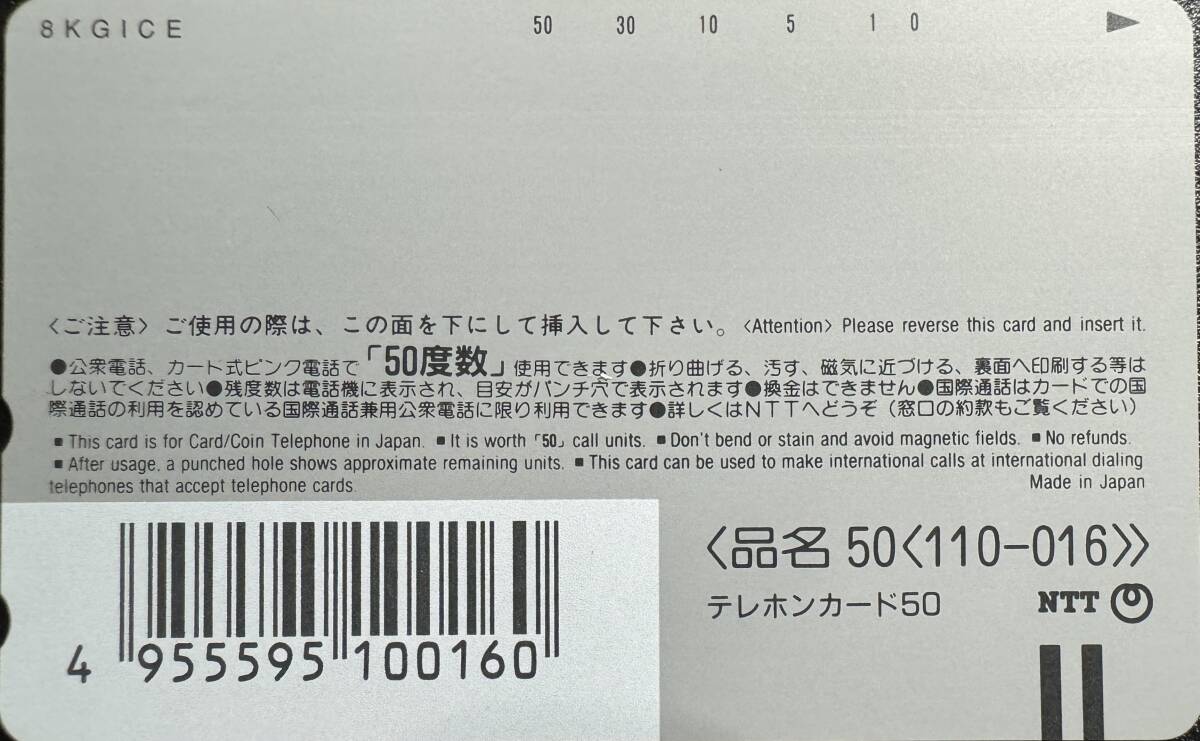 8KGICE 50 30 10 5 1 0
〈ご注意〉ご使用の際は、この面を下にして挿入して下さい。〈Attention〉Please reverse this card and insert it.
●公衆電話、カード式ピンク電話で「50度数」使用できます●折り曲げる、汚す、磁気に近づける、裏面へ印刷する等は
しないでください●残度数は電話機に表示され、目安がパンチ穴で表示されます●換金はできません●国際通話はカードでの国
際通話の利用を認めている国際通話兼用公衆電話に限り利用できます●詳しくはNTTへどうぞ（窓口の約款もご覧ください）
■This card is for Card/Coin Telephone in Japan. ■It is worth「50」call units. ■Don't bend or stain and avoid magnetic fields. ■No refunds.
■After usage, a punched hole shows approximate remaining units. ■This card can be used to make international calls at international dialing
telephones that accept telephone cards. Made in Japan
〈品名 50〈110-016〉〉
テレホンカード50 NTT
4 955595 100160